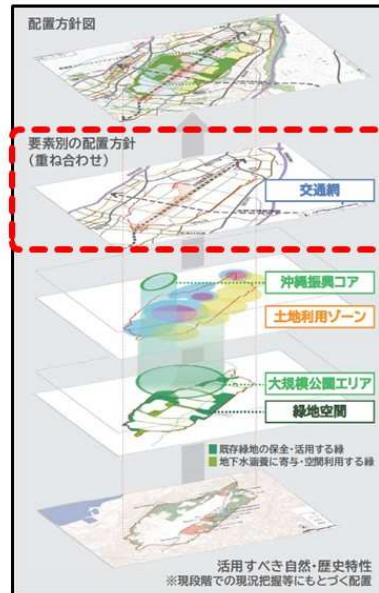 配置方針図
要素別の配置方針
(重ね合わせ)
交通網
沖縄振興コア
土地利用ゾーン
大規模公園エリア
緑地空間
■既存緑地の保全・活用する緑
■地下水涵養に寄与・空間利用する緑
活用すべき自然・歴史特性
※現段階での現況把握等にもとづく配置